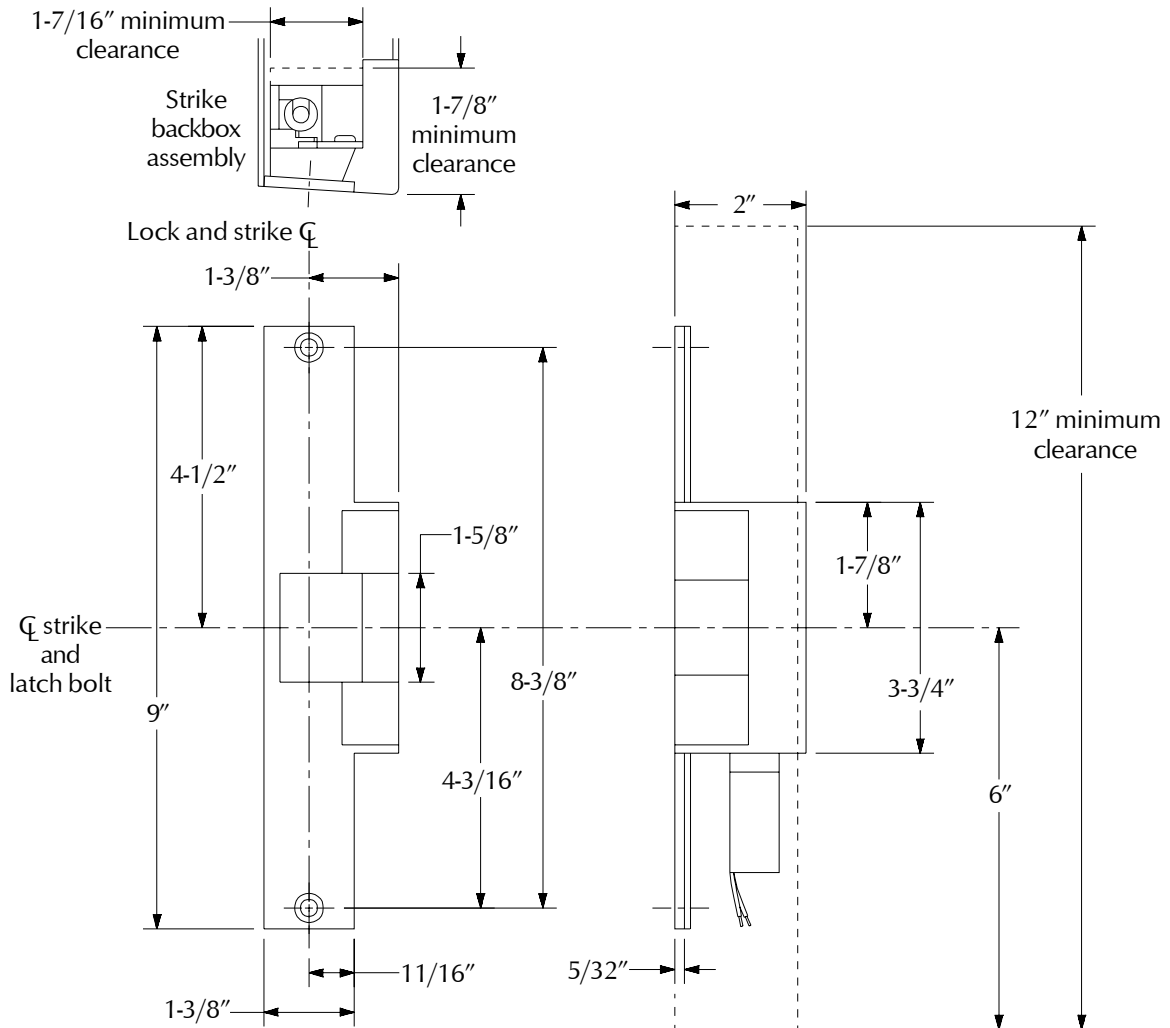 1-7/16″ minimum
clearance
Strike
backbox
assembly
1-7/8″
minimum
clearance
Lock and strike ℄
1-3/8″
2″
12″ minimum
clearance
4-1/2″
1-5/8″
1-7/8″
℄ strike
and
latch bolt
8-3/8″
3-3/4″
9″
4-3/16″
6″
11/16″
5/32″
1-3/8″